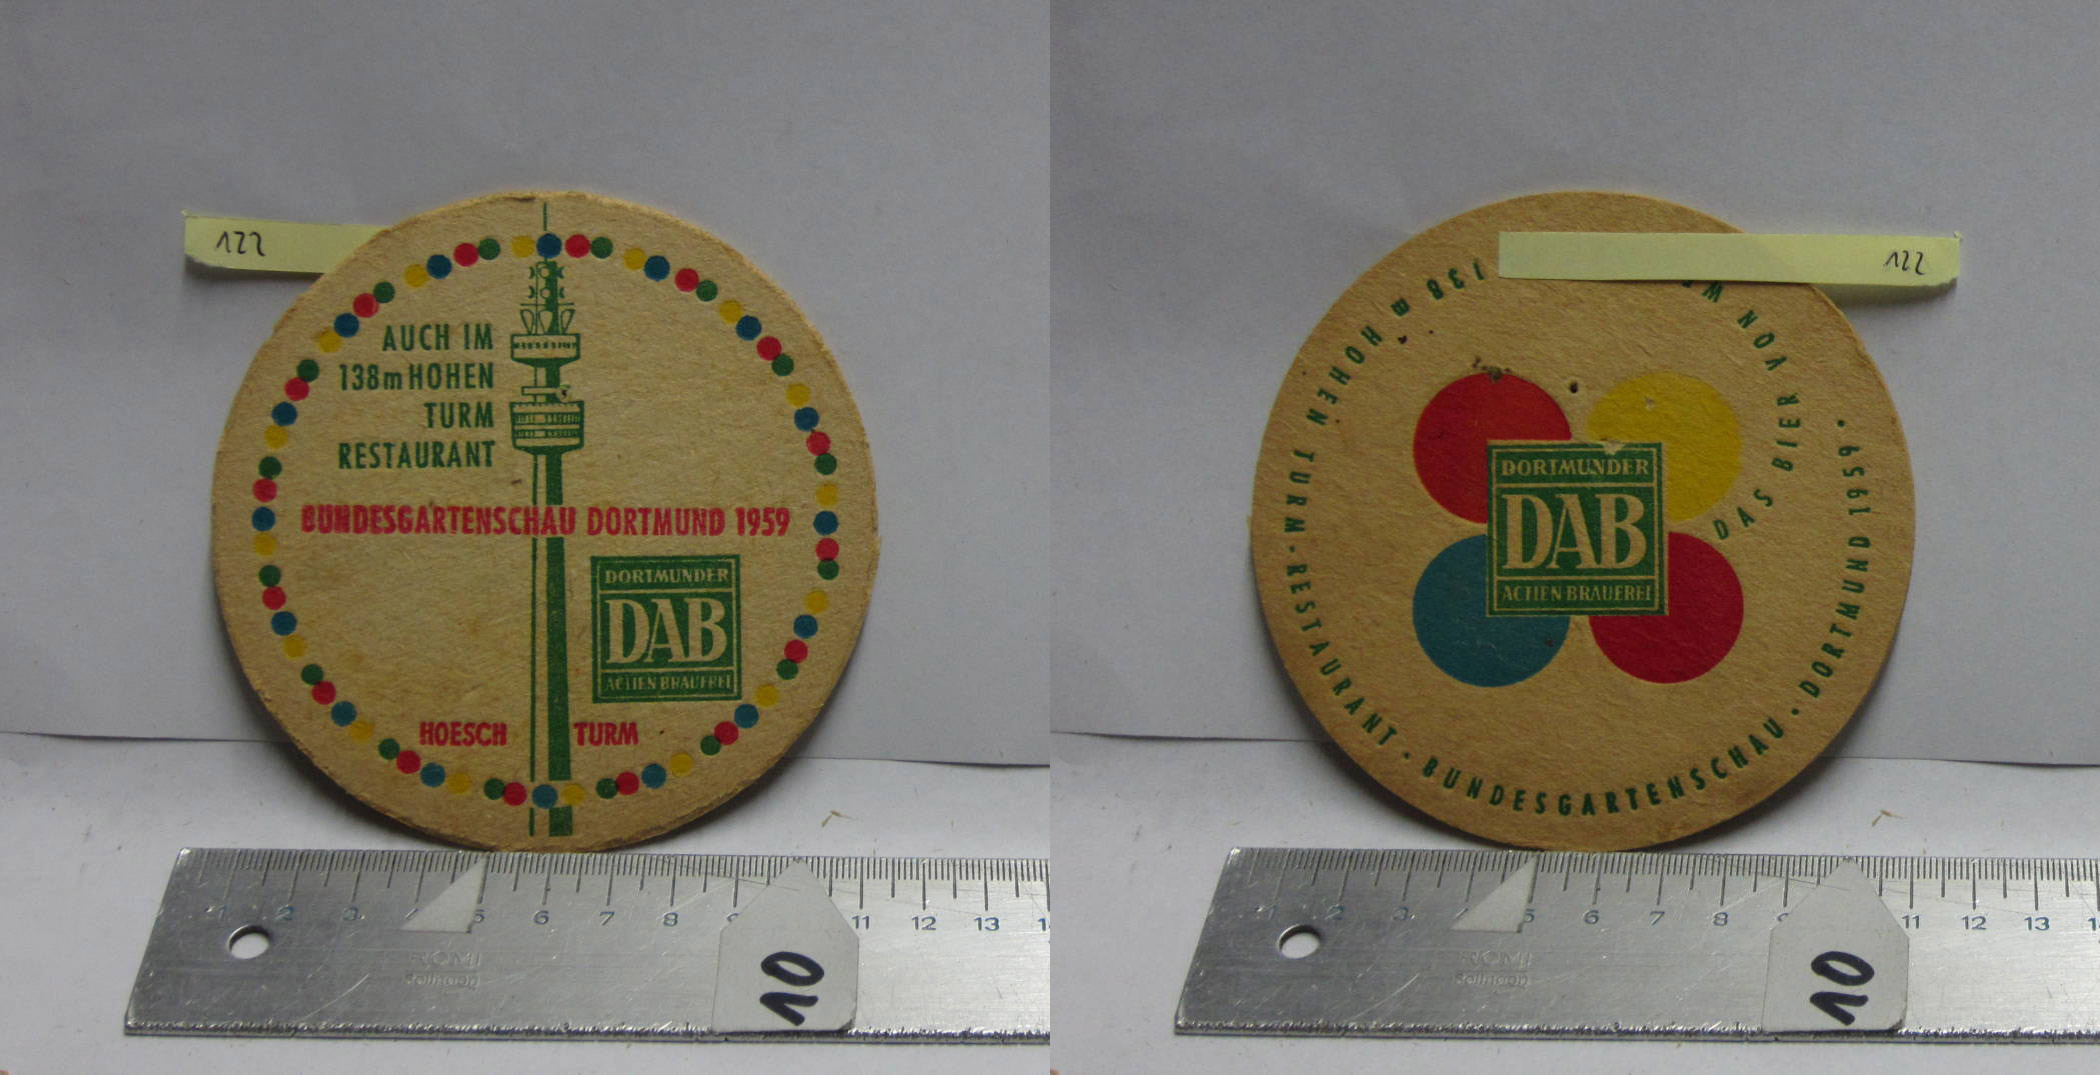 122
AUCH IM
138m HOHEN
TURM
RESTAURANT
BUNDESGARTENSCHAU DORTMUND 1959
DORTMUNDER
DAB
ACTIEN-BRAUEREI
HOESCH TURM
1 2 3 4 5 6 7 8 9 11 12 13
ROMI
10
122
DAS BIER VON
138 m HOHEN TURM-RESTAURANT · BUNDESGARTENSCHAU · DORTMUND 1959 ·
DORTMUNDER
DAB
ACTIEN-BRAUEREI
1 2 3 4 5 6 7 8 9 11 12 13
ROMI
10